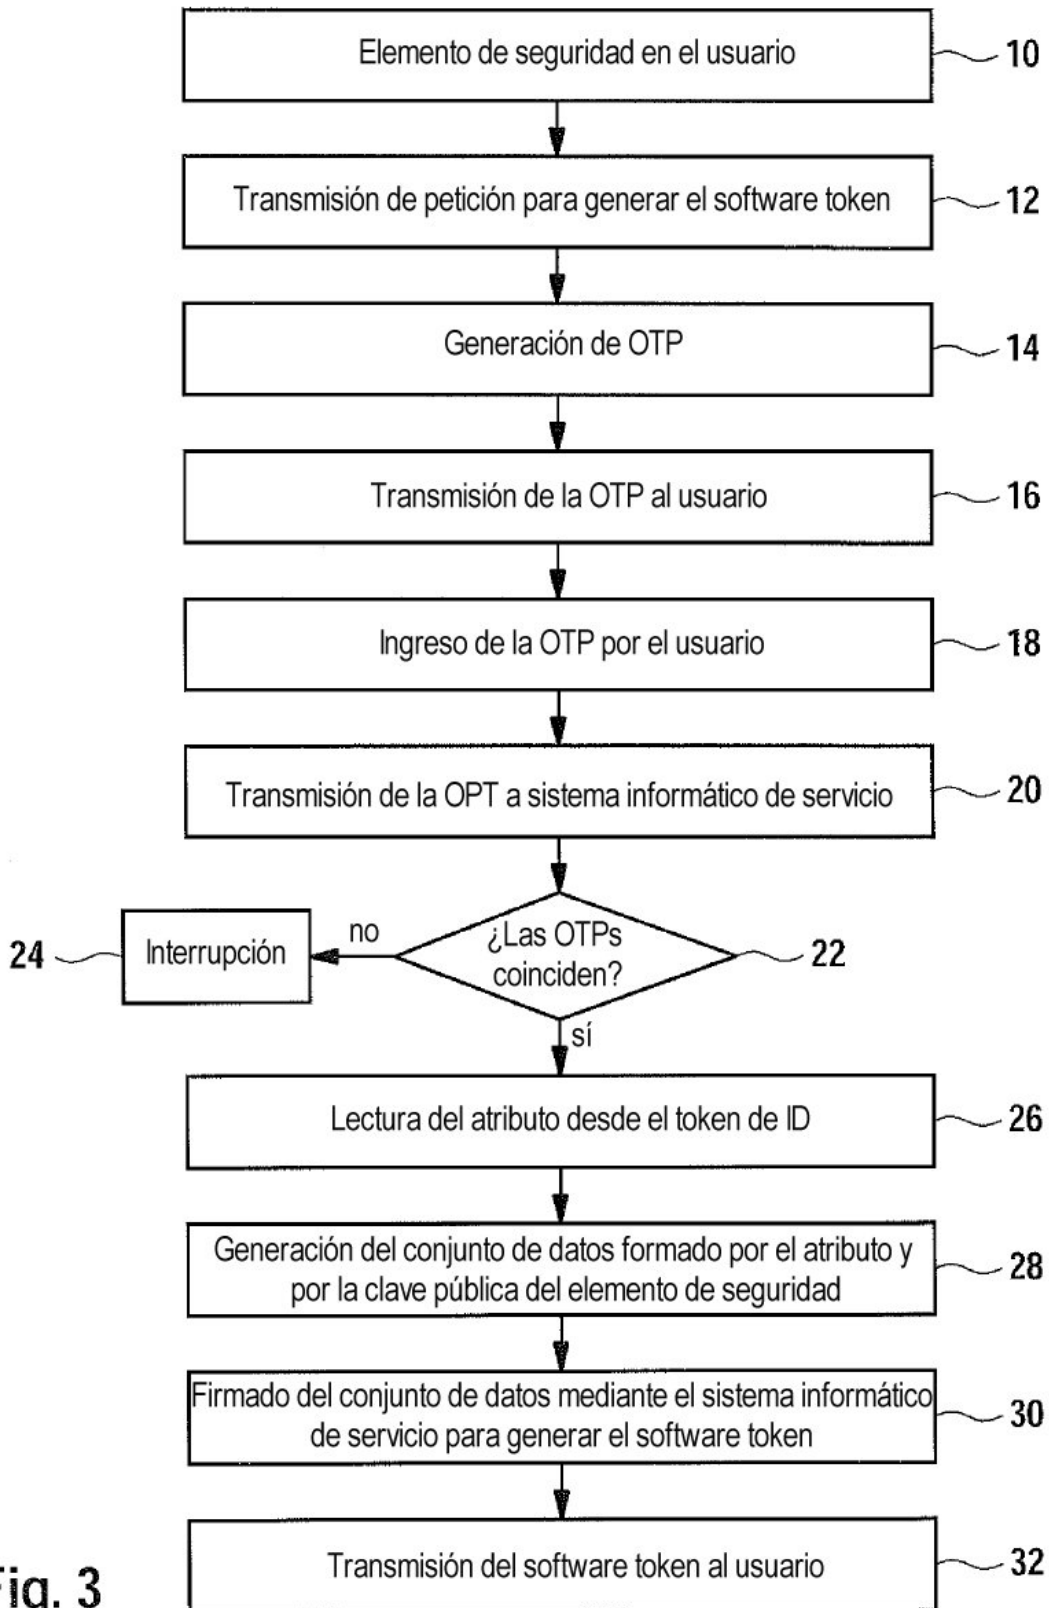 Elemento de seguridad en el usuario
10
Transmisión de petición para generar el software token
12
Generación de OTP
14
Transmisión de la OTP al usuario
16
Ingreso de la OTP por el usuario
18
Transmisión de la OPT a sistema informático de servicio
20
¿Las OTPs
coinciden?
22
no
Interrupción
24
sí
Lectura del atributo desde el token de ID
26
Generación del conjunto de datos formado por el atributo y
por la clave pública del elemento de seguridad
28
Firmado del conjunto de datos mediante el sistema informático
de servicio para generar el software token
30
Transmisión del software token al usuario
32
Fig. 3